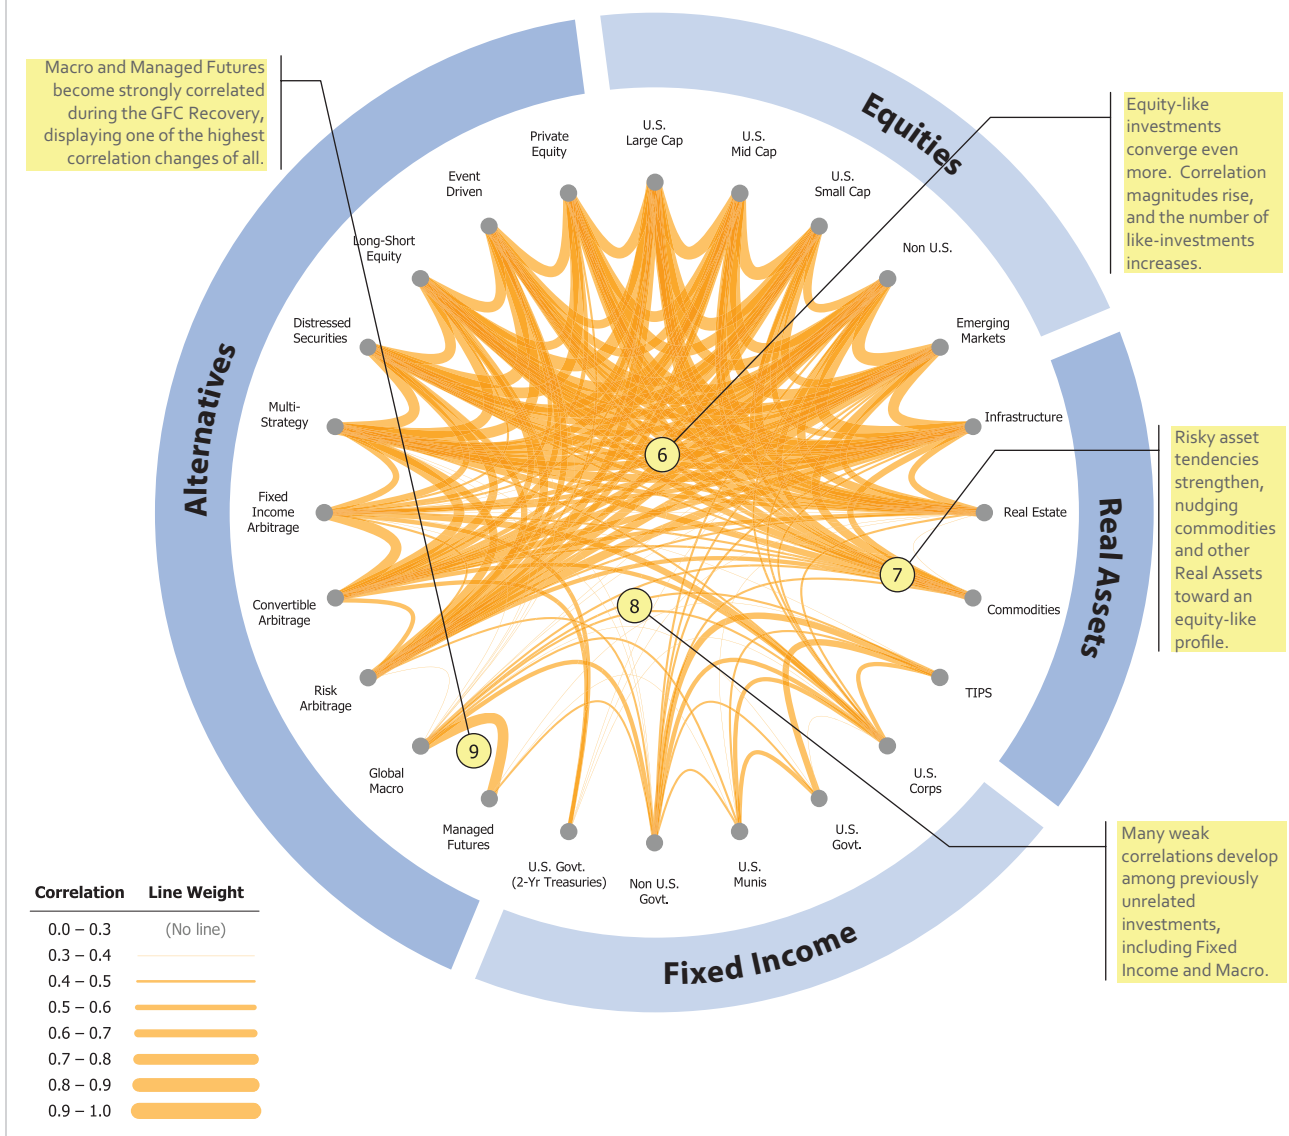 Macro and Managed Futures
become strongly correlated
during the GFC Recovery,
displaying one of the highest
correlation changes of all.
Equities
Equity-like
investments
converge even
more. Correlation
magnitudes rise,
and the number of
like-investments
increases.
Private
Equity
U.S.
Large Cap
U.S.
Mid Cap
Event
Driven
U.S.
Small Cap
Long-Short
Equity
Non U.S.
Distressed
Securities
Emerging
Markets
Alternatives
Multi-
Strategy
Infrastructure
6
Risky asset
tendencies
strengthen,
nudging
commodities
and other
Real Assets
toward an
equity-like
profile.
Fixed
Income
Arbitrage
Real Estate
Real Assets
7
8
Convertible
Arbitrage
Commodities
Risk
Arbitrage
TIPS
9
Global
Macro
U.S.
Corps
Managed
Futures
U.S.
Govt.
U.S. Govt.
(2-Yr Treasuries)
Non U.S.
Govt.
U.S.
Munis
Many weak
correlations develop
among previously
unrelated
investments,
including Fixed
Income and Macro.
Fixed Income
Correlation Line Weight
0.0 – 0.3 (No line)
0.3 – 0.4
0.4 – 0.5
0.5 – 0.6
0.6 – 0.7
0.7 – 0.8
0.8 – 0.9
0.9 – 1.0